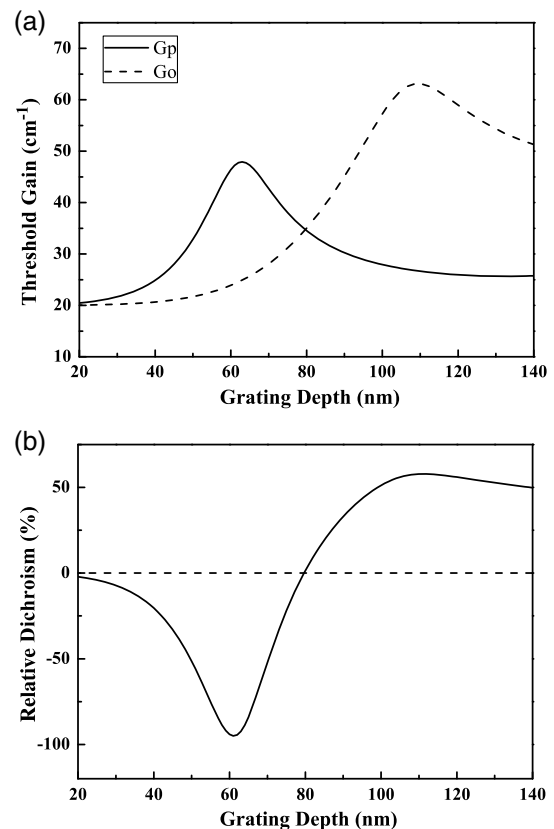 (a)
Gp
Go
Threshold Gain (cm⁻¹)
70
60
50
40
30
20
10
20 40 60 80 100 120 140
Grating Depth (nm)
(b)
Relative Dichroism (%)
50
0
-50
-100
20 40 60 80 100 120 140
Grating Depth (nm)